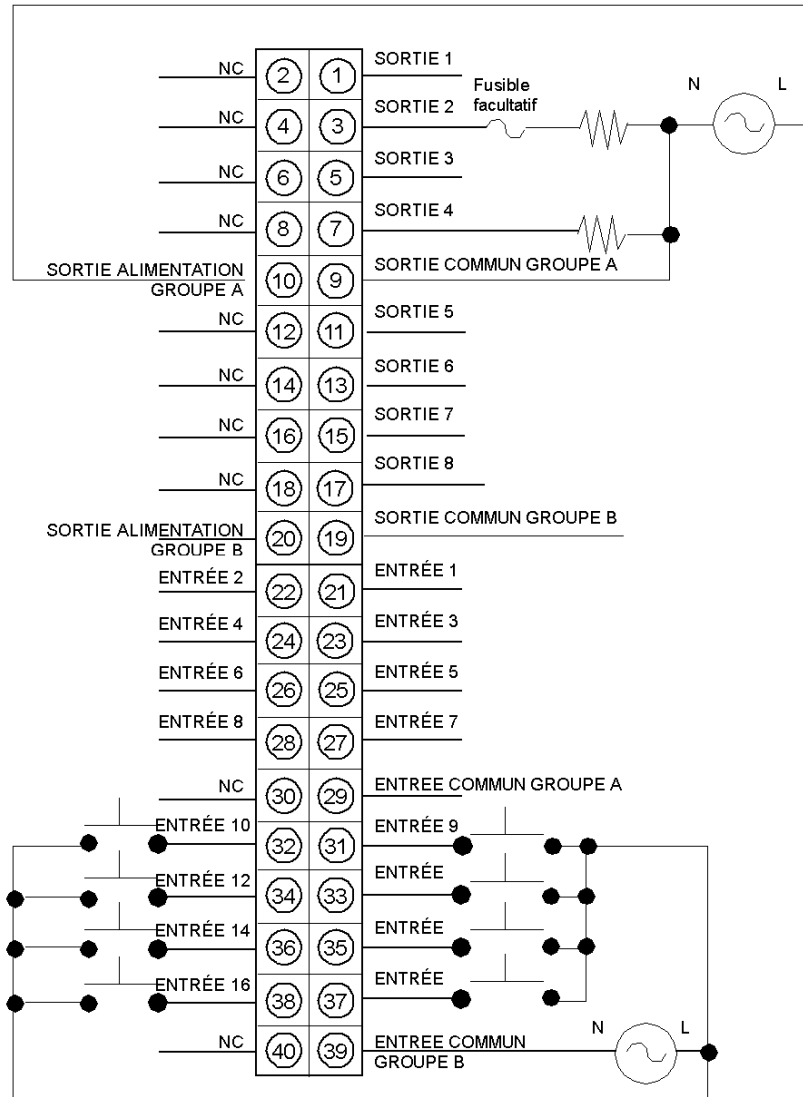 NC 2 1 SORTIE 1
Fusible
facultatif
N L
NC 4 3 SORTIE 2
NC 6 5 SORTIE 3
NC 8 7 SORTIE 4
SORTIE ALIMENTATION
GROUPE A
10 9 SORTIE COMMUN GROUPE A
NC 12 11 SORTIE 5
NC 14 13 SORTIE 6
NC 16 15 SORTIE 7
NC 18 17 SORTIE 8
SORTIE ALIMENTATION
GROUPE B
20 19 SORTIE COMMUN GROUPE B
ENTRÉE 2 22 21 ENTRÉE 1
ENTRÉE 4 24 23 ENTRÉE 3
ENTRÉE 6 26 25 ENTRÉE 5
ENTRÉE 8 28 27 ENTRÉE 7
NC 30 29 ENTREE COMMUN GROUPE A
ENTRÉE 10 32 31 ENTRÉE 9
ENTRÉE 12 34 33 ENTRÉE
ENTRÉE 14 36 35 ENTRÉE
ENTRÉE 16 38 37 ENTRÉE
NC 40 39 ENTREE COMMUN
GROUPE B
N L